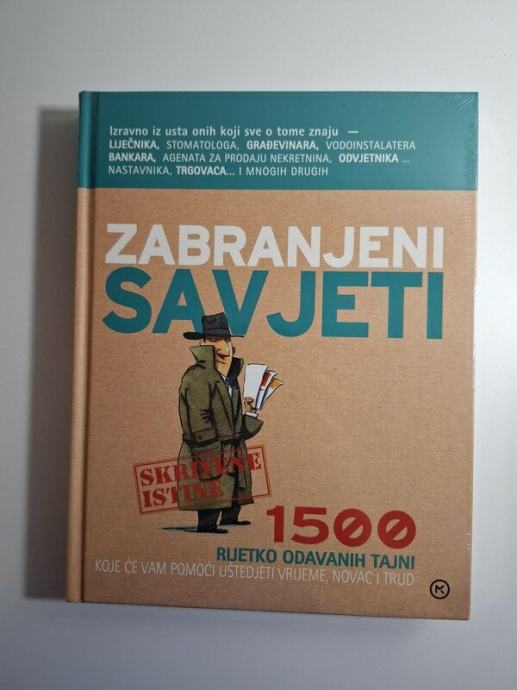 Izravno iz usta onih koji sve o tome znaju —
LIJEČNIKA, STOMATOLOGA, GRAĐEVINARA, VODOINSTALATERA
BANKARA, AGENATA ZA PRODAJU NEKRETNINA, ODVJETNIKA ...
NASTAVNIKA, TRGOVACA... I MNOGIH DRUGIH
ZABRANJENI
SAVJETI
SKRIVENE
ISTINE
1500
RIJETKO ODAVANIH TAJNI
KOJE ĆE VAM POMOĆI UŠTEDJETI VRIJEME, NOVAC I TRUD
M